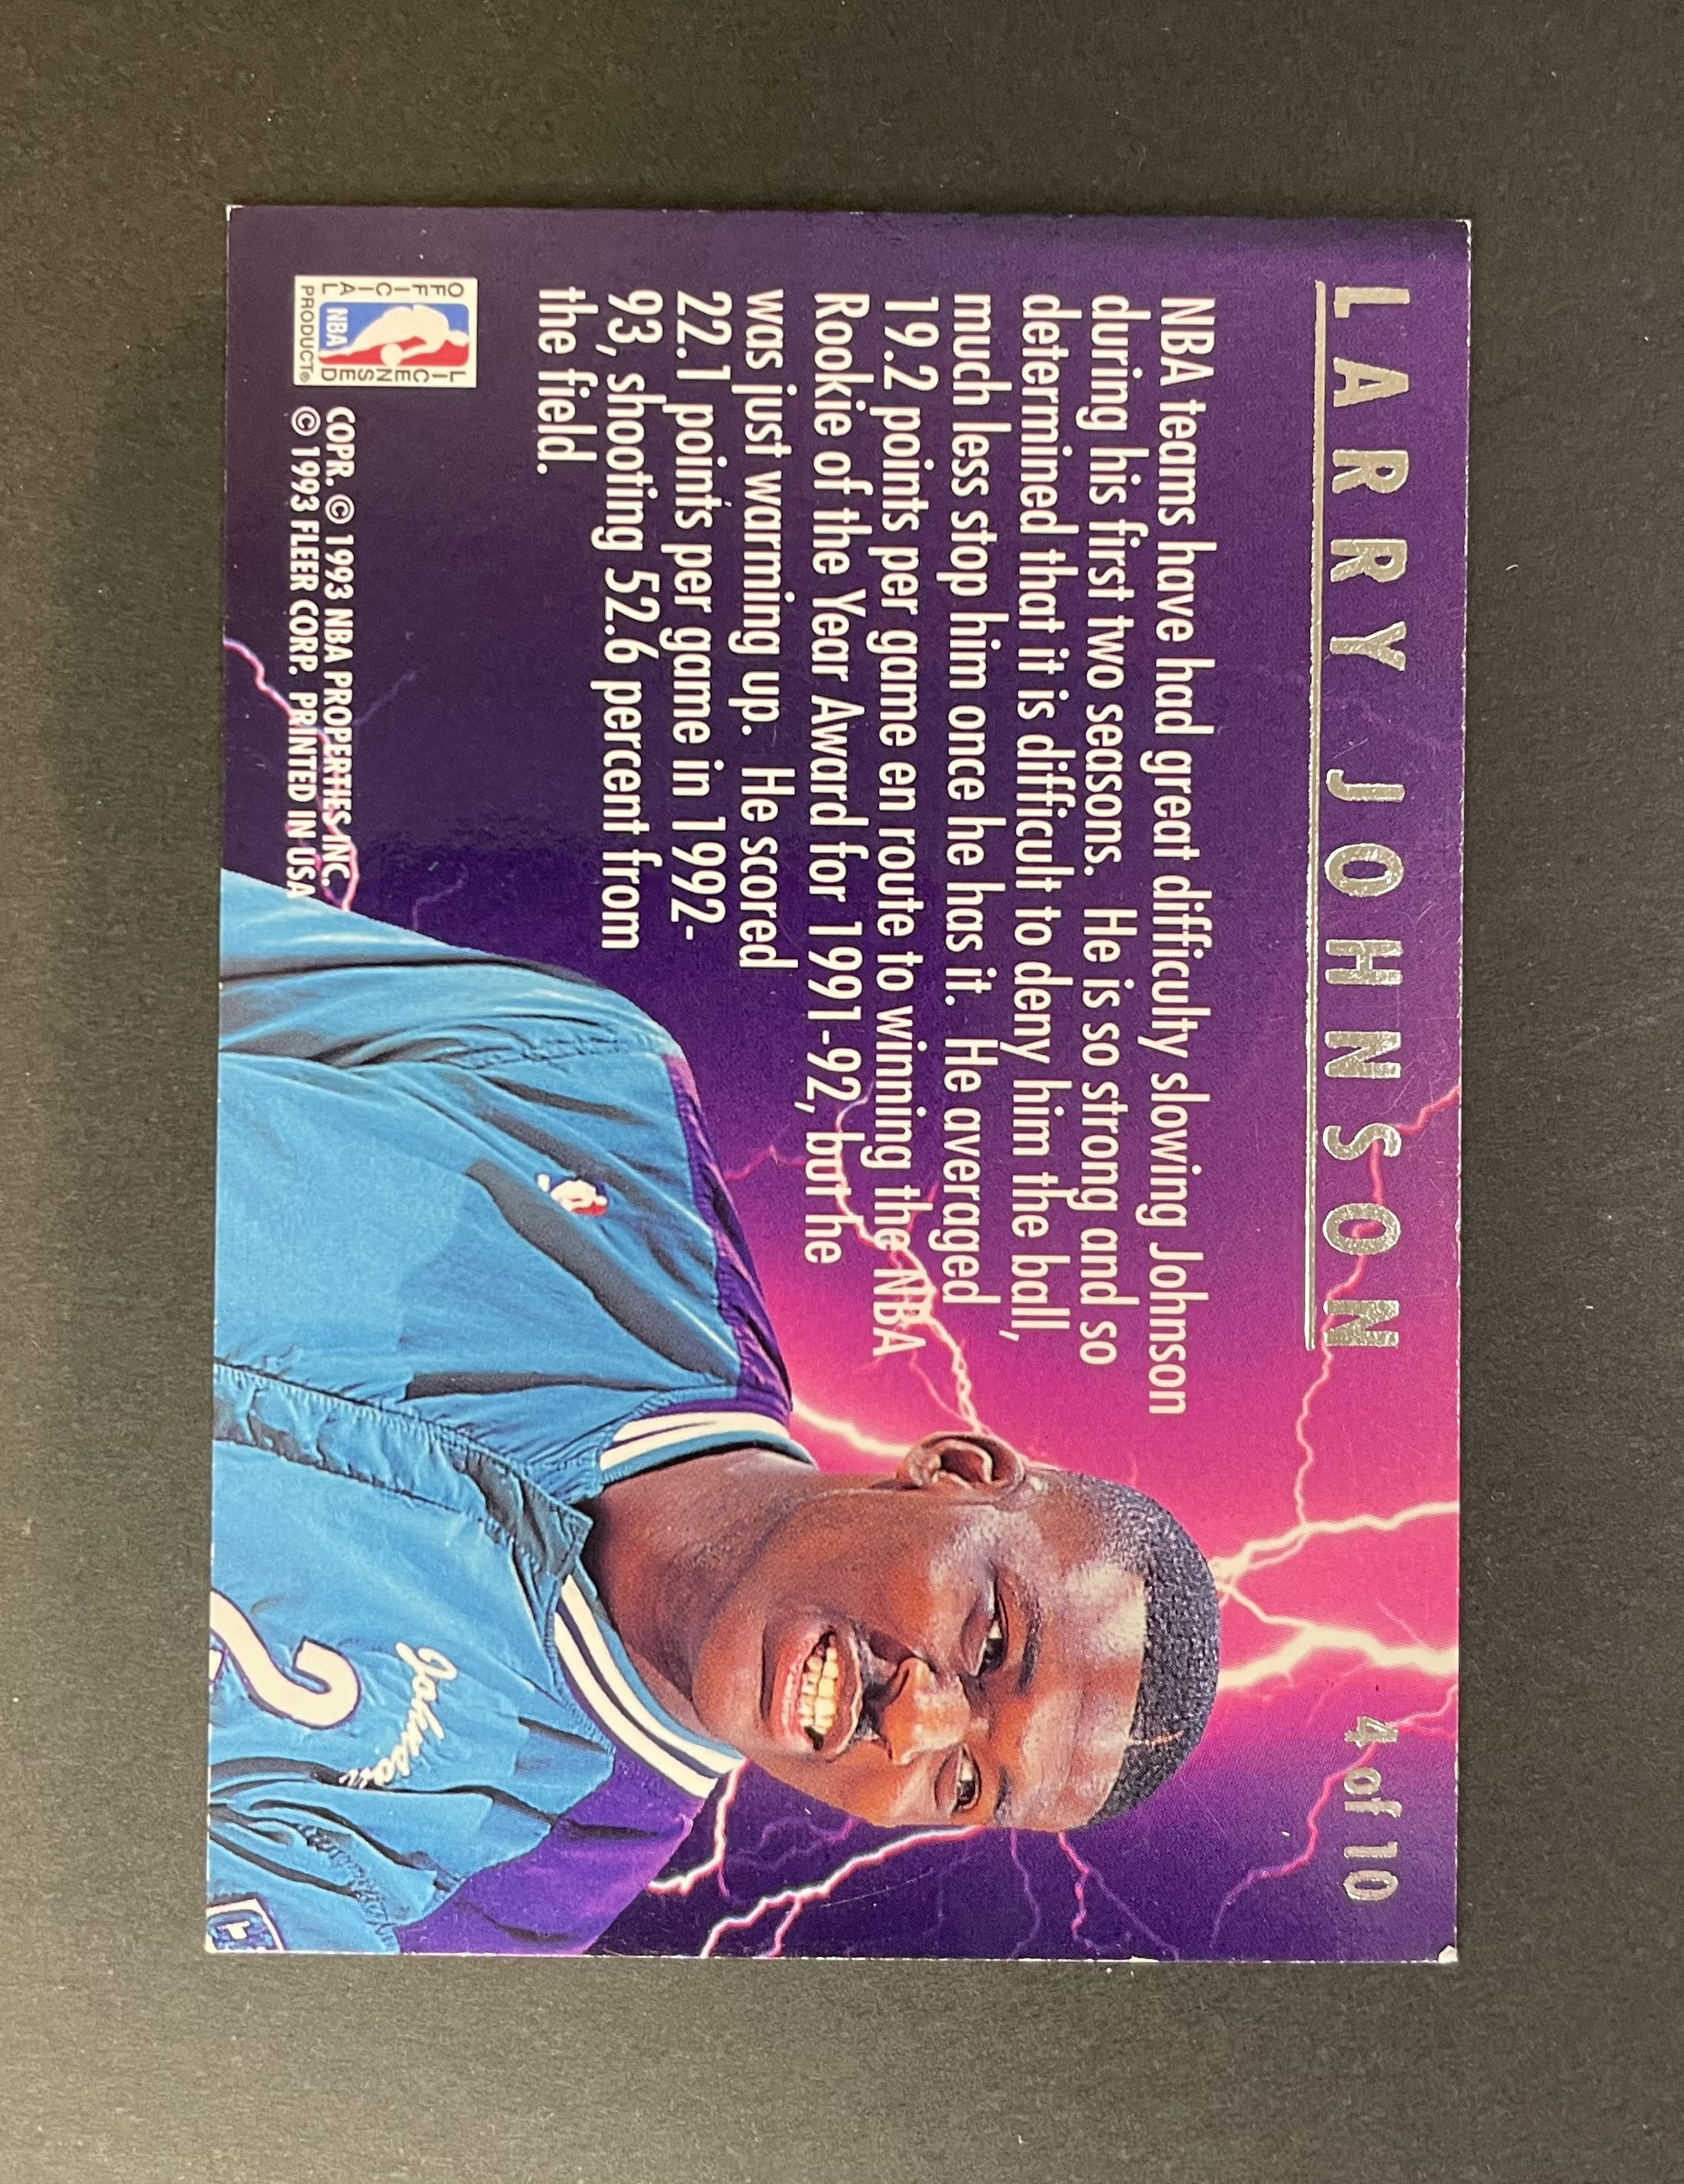 LARRY JOHNSON
4 of 10
NBA teams have had great difficulty slowing Johnson
during his first two seasons. He is so strong and so
determined that it is difficult to deny him the ball,
much less stop him once he has it. He averaged
19.2 points per game en route to winning the NBA
Rookie of the Year Award for 1991-92, but he
was just warming up. He scored
22.1 points per game in 1992-
93, shooting 52.6 percent from
the field.
OFFICIAL LICENSED
NBA
PRODUCT®
COPR. © 1993 NBA PROPERTIES, INC.
© 1993 FLEER CORP. PRINTED IN USA
Johnson
2